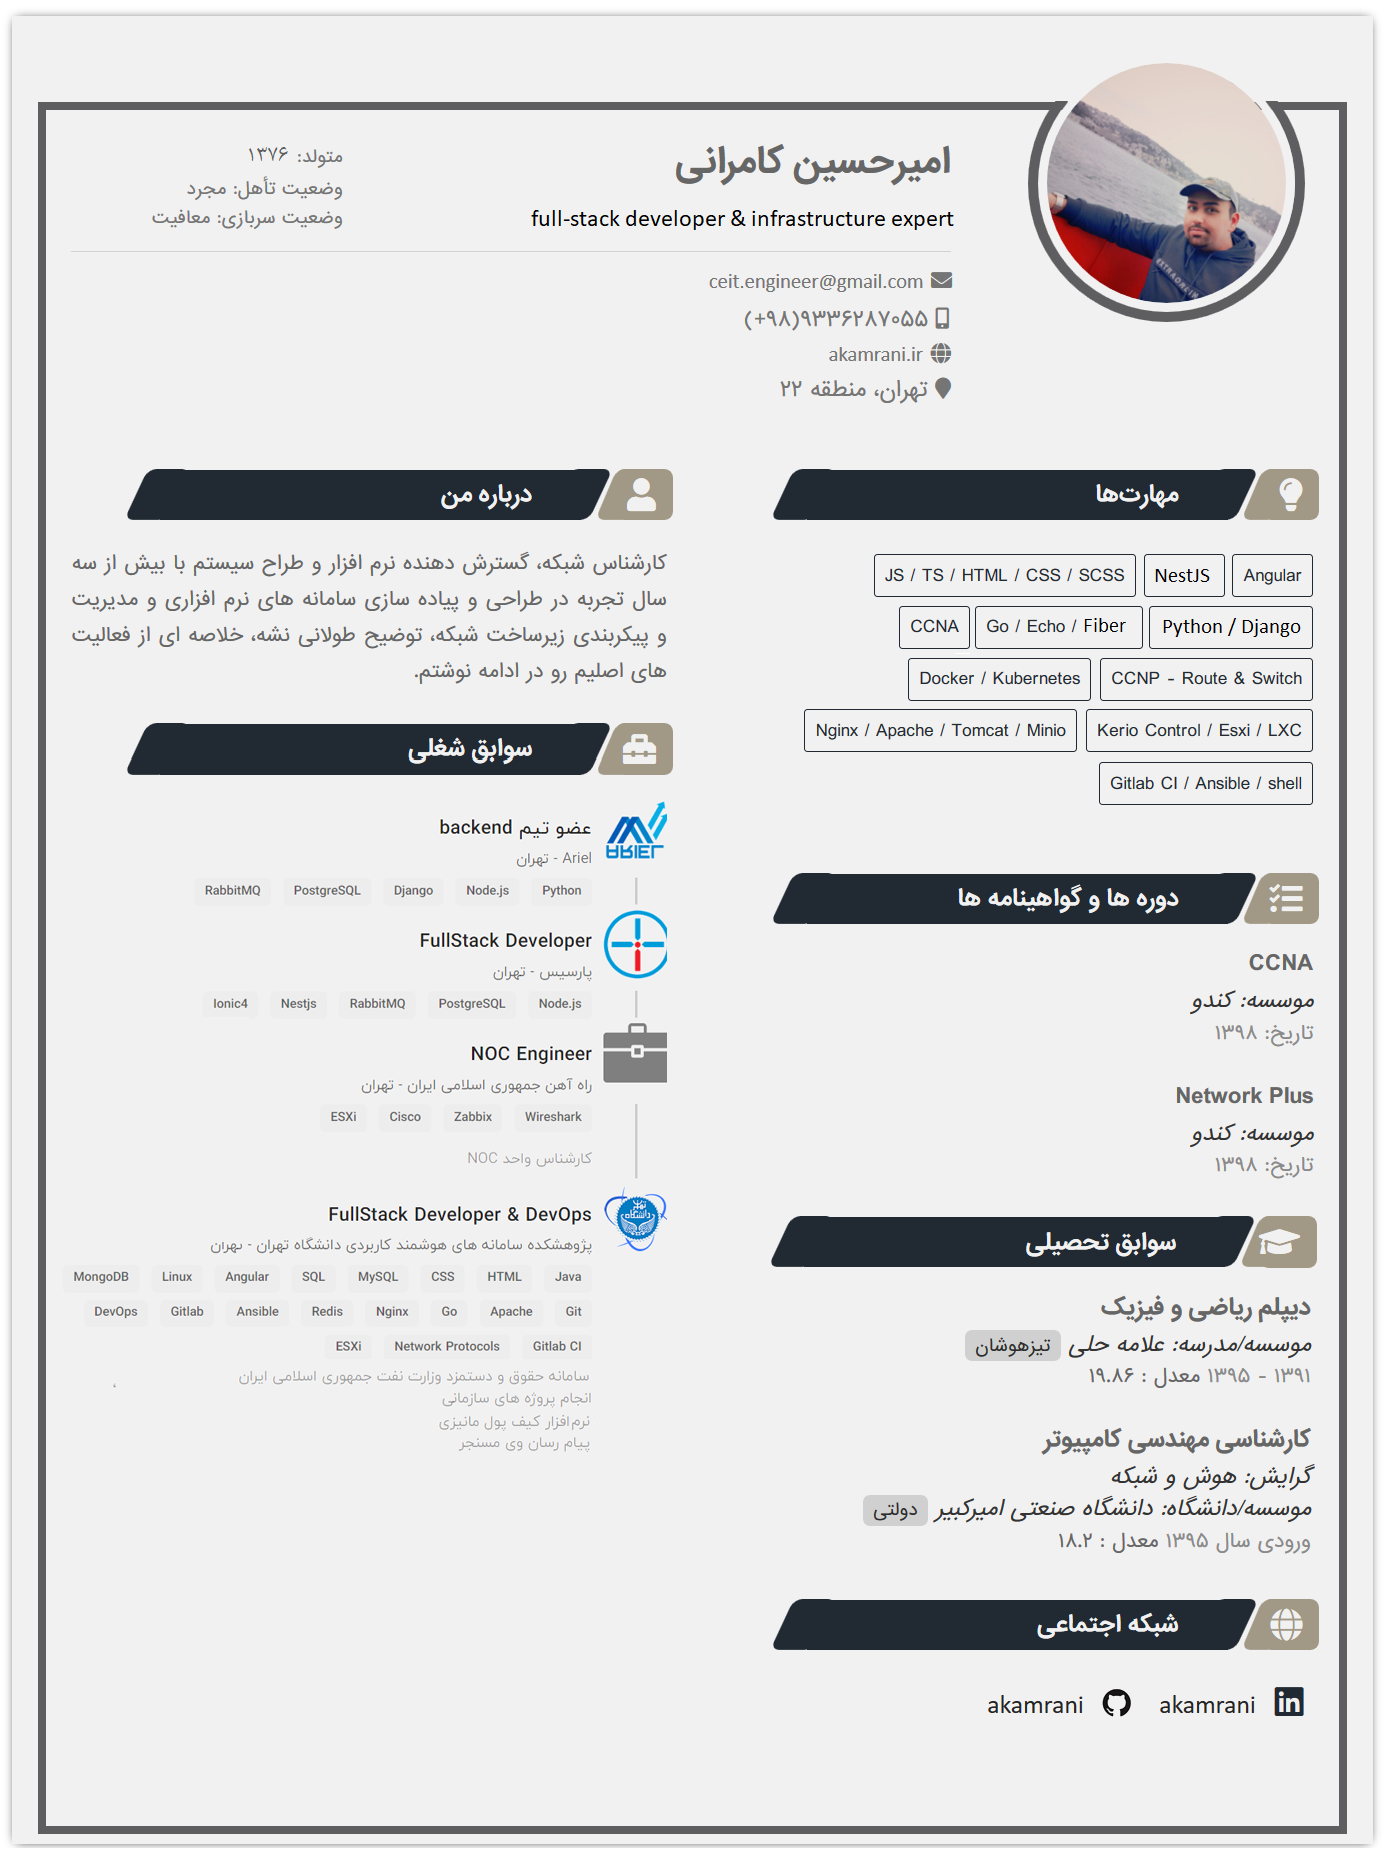 امیرحسین کامرانی
full-stack developer & infrastructure expert
متولد: ۱۳۷۶
وضعیت تأهل: مجرد
وضعیت سربازی: معافیت
ceit.engineer@gmail.com
(+۹۸)۹۳۳۶۲۸۷۰۵۵
akamrani.ir
تهران، منطقه ۲۲
مهارت‌ها
Angular
NestJS
JS / TS / HTML / CSS / SCSS
Python / Django
Go / Echo / Fiber
CCNA
CCNP - Route & Switch
Docker / Kubernetes
Kerio Control / Esxi / LXC
Nginx / Apache / Tomcat / Minio
Gitlab CI / Ansible / shell
دوره ها و گواهینامه ها
CCNA
موسسه: کندو
تاریخ: ۱۳۹۸
Network Plus
موسسه: کندو
تاریخ: ۱۳۹۸
سوابق تحصیلی
دیپلم ریاضی و فیزیک
موسسه/مدرسه: علامه حلی تیزهوشان
۱۳۹۱ - ۱۳۹۵ معدل : ۱۹.۸۶
کارشناسی مهندسی کامپیوتر
گرایش: هوش و شبکه
موسسه/دانشگاه: دانشگاه صنعتی امیرکبیر دولتی
ورودی سال ۱۳۹۵ معدل : ۱۸.۲
شبکه اجتماعی
akamrani
akamrani
درباره من
کارشناس شبکه، گسترش دهنده نرم افزار و طراح سیستم با بیش از سه
سال تجربه در طراحی و پیاده سازی سامانه های نرم افزاری و مدیریت
و پیکربندی زیرساخت شبکه، توضیح طولانی نشه، خلاصه ای از فعالیت
های اصلیم رو در ادامه نوشتم.
سوابق شغلی
ARIEL
عضو تیم backend
Ariel - تهران
Python Node.js Django PostgreSQL RabbitMQ
FullStack Developer
پارسیس - تهران
Node.js PostgreSQL RabbitMQ Nestjs Ionic4
NOC Engineer
راه آهن جمهوری اسلامی ایران - تهران
Wireshark Zabbix Cisco ESXi
کارشناس واحد NOC
FullStack Developer & DevOps
پژوهشکده سامانه های هوشمند کاربردی دانشگاه تهران - تهران
Java HTML CSS MySQL SQL Angular Linux MongoDB
Git Apache Go Nginx Redis Ansible Gitlab DevOps
Gitlab CI Network Protocols ESXi
سامانه حقوق و دستمزد وزارت نفت جمهوری اسلامی ایران
انجام پروژه های سازمانی
نرم‌افزار کیف پول مانیزی
پیام رسان وی مسنجر